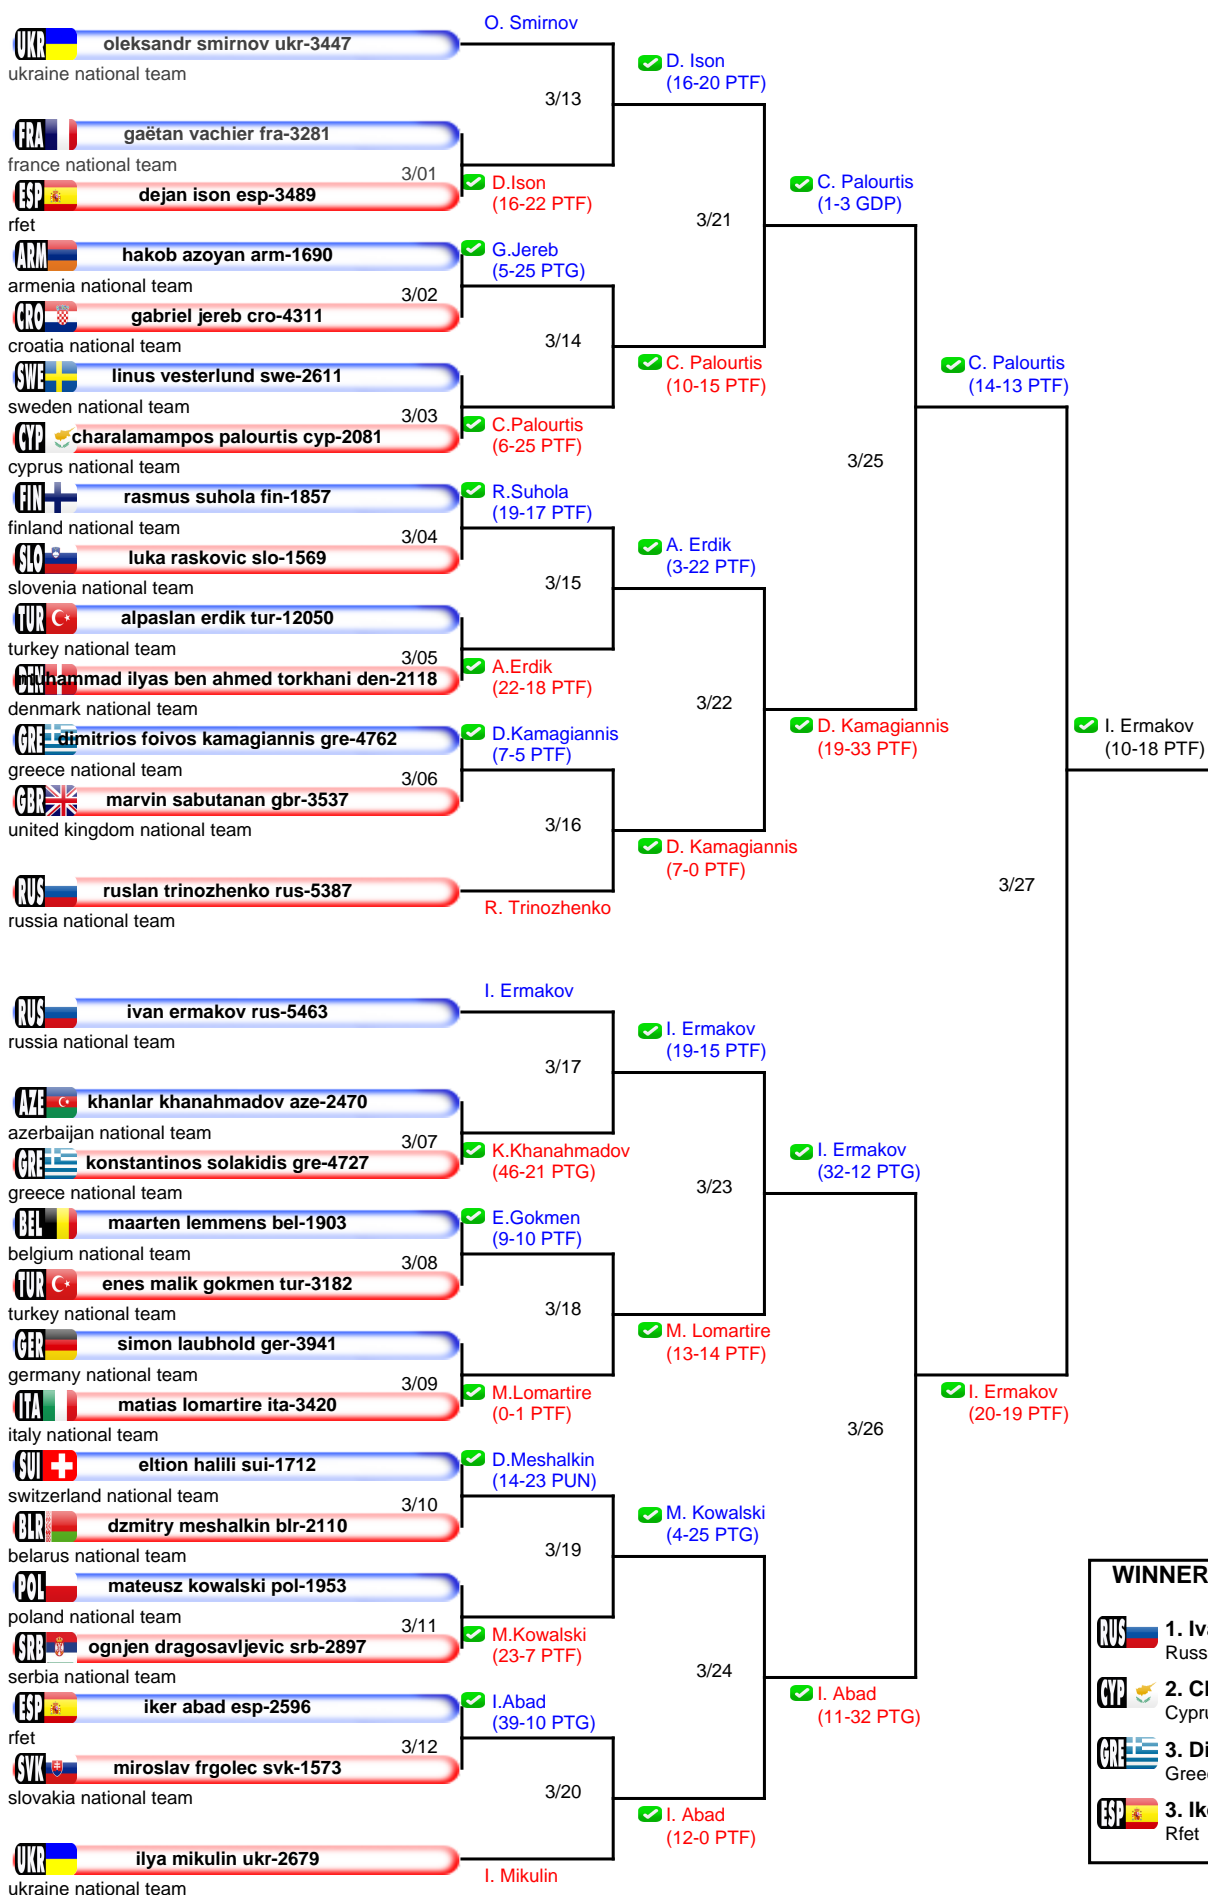 O. Smirnov
UKR oleksandr smirnov ukr-3447
ukraine national team
D. Ison
(16-20 PTF)
3/13
FRA gaëtan vachier fra-3281
france national team
3/01
ESP dejan ison esp-3489
rfet
D.Ison
(16-22 PTF)
C. Palourtis
(1-3 GDP)
3/21
ARM hakob azoyan arm-1690
armenia national team
G.Jereb
(5-25 PTG)
3/02
CRO gabriel jereb cro-4311
croatia national team
3/14
SWE linus vesterlund swe-2611
sweden national team
C. Palourtis
(10-15 PTF)
C. Palourtis
(14-13 PTF)
3/03
CYP charalamampos palourtis cyp-2081
cyprus national team
C.Palourtis
(6-25 PTF)
3/25
FIN rasmus suhola fin-1857
finland national team
R.Suhola
(19-17 PTF)
3/04
SLO luka raskovic slo-1569
slovenia national team
A. Erdik
(3-22 PTF)
3/15
TUR alpaslan erdik tur-12050
turkey national team
3/05
DEN muhammad ilyas ben ahmed torkhani den-2118
denmark national team
A.Erdik
(22-18 PTF)
3/22
GRE dimitrios foivos kamagiannis gre-4762
greece national team
D.Kamagiannis
(7-5 PTF)
D. Kamagiannis
(19-33 PTF)
I. Ermakov
(10-18 PTF)
3/06
GBR marvin sabutanan gbr-3537
united kingdom national team
3/16
D. Kamagiannis
(7-0 PTF)
RUS ruslan trinozhenko rus-5387
russia national team
R. Trinozhenko
3/27
I. Ermakov
RUS ivan ermakov rus-5463
russia national team
I. Ermakov
(19-15 PTF)
3/17
AZE khanlar khanahmadov aze-2470
azerbaijan national team
3/07
GRE konstantinos solakidis gre-4727
greece national team
K.Khanahmadov
(46-21 PTG)
I. Ermakov
(32-12 PTG)
3/23
BEL maarten lemmens bel-1903
belgium national team
E.Gokmen
(9-10 PTF)
3/08
TUR enes malik gokmen tur-3182
turkey national team
3/18
GER simon laubhold ger-3941
germany national team
M. Lomartire
(13-14 PTF)
3/09
ITA matias lomartire ita-3420
italy national team
M.Lomartire
(0-1 PTF)
I. Ermakov
(20-19 PTF)
3/26
SUI eltion halili sui-1712
switzerland national team
D.Meshalkin
(14-23 PUN)
3/10
BLR dzmitry meshalkin blr-2110
belarus national team
M. Kowalski
(4-25 PTG)
3/19
POL mateusz kowalski pol-1953
poland national team
3/11
SRB ognjen dragosavljevic srb-2897
serbia national team
M.Kowalski
(23-7 PTF)
3/24
ESP iker abad esp-2596
rfet
I.Abad
(39-10 PTG)
I. Abad
(11-32 PTG)
3/12
SVK miroslav frgolec svk-1573
slovakia national team
3/20
I. Abad
(12-0 PTF)
UKR ilya mikulin ukr-2679
ukraine national team
I. Mikulin
WINNER
RUS 1. Iv
Russ
CYP 2. C
Cypru
GRE 3. Di
Gree
ESP 3. Ik
Rfet